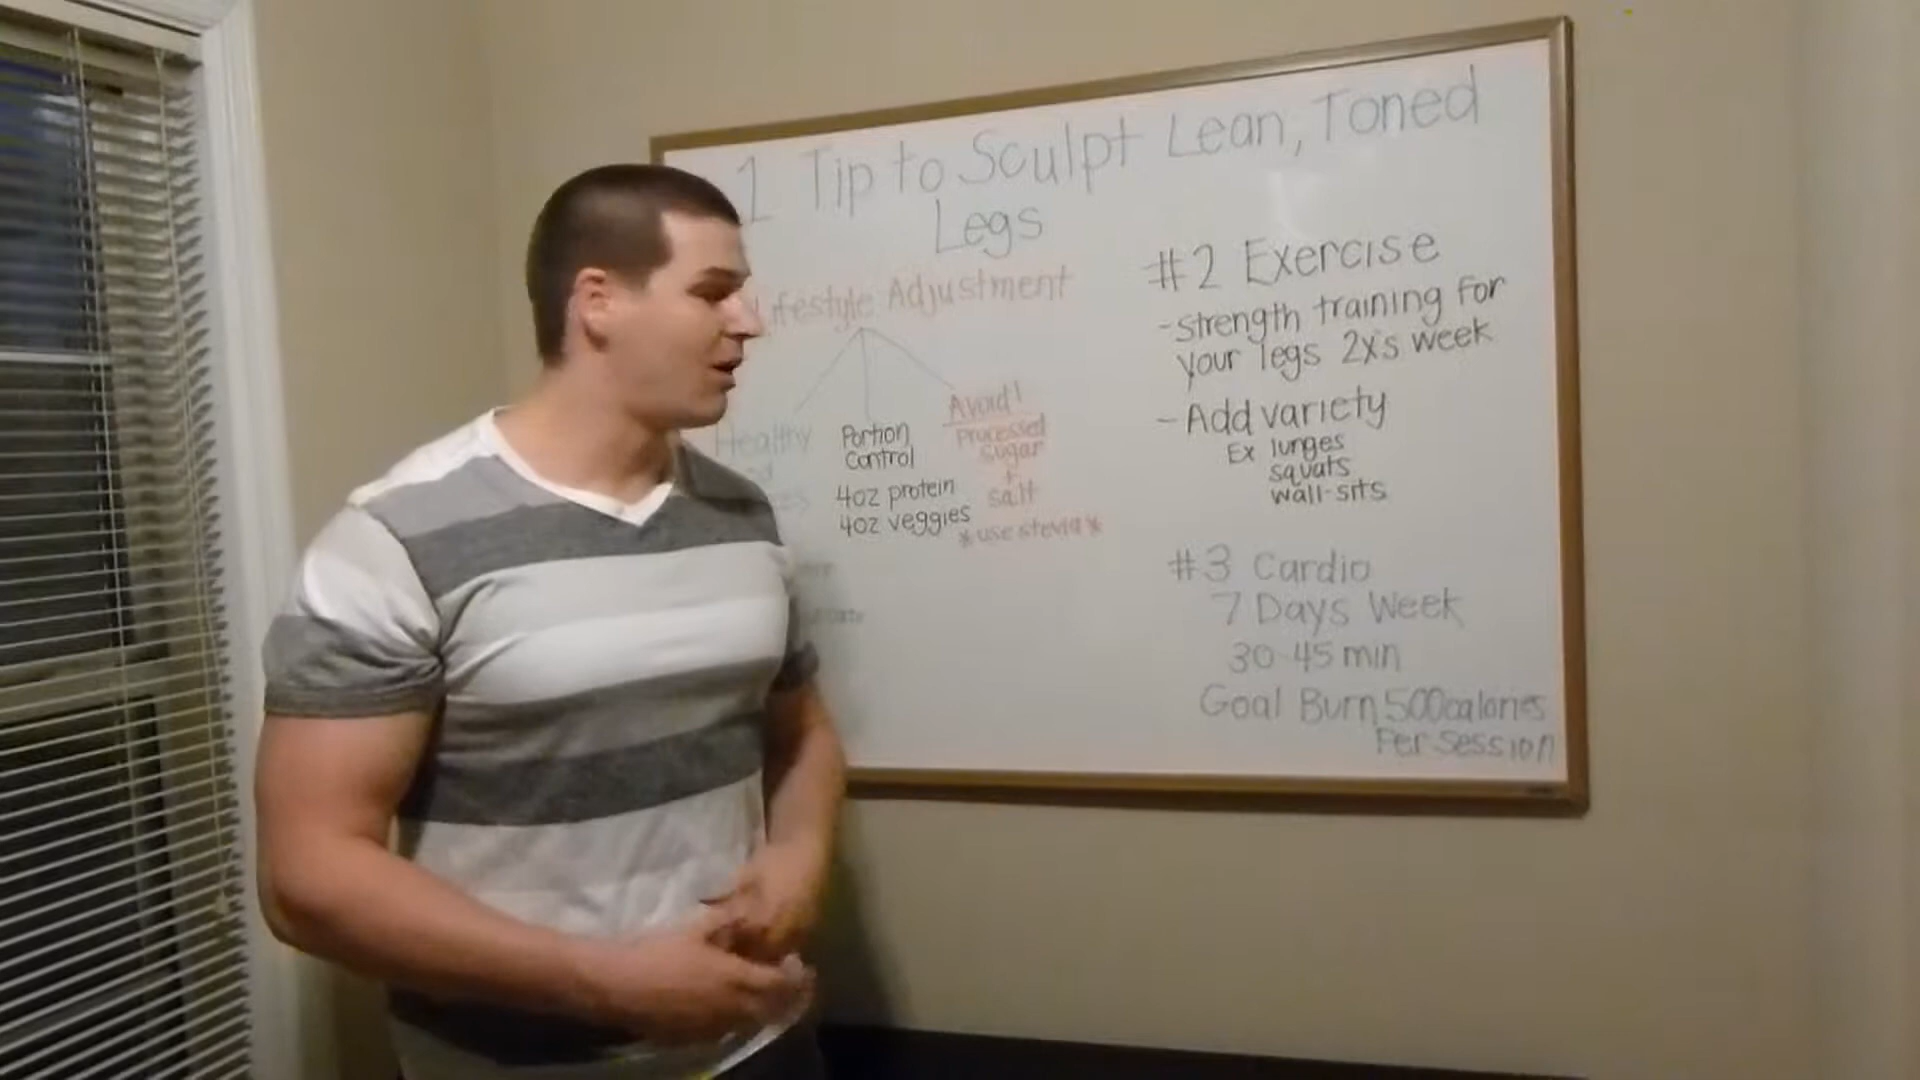 1 Tip to Sculpt Lean, Toned
Legs
Lifestyle Adjustment
Healthy
Portion
Control
4oz protein
4oz veggies
Avoid!
Processed
sugar
+
salt
*use stevia*
#2 Exercise
-strength training for
your legs 2x's week
-Add variety
Ex lunges
squats
wall-sits
#3 Cardio
7 Days Week
30-45 min
Goal Burn 500calories
Per session